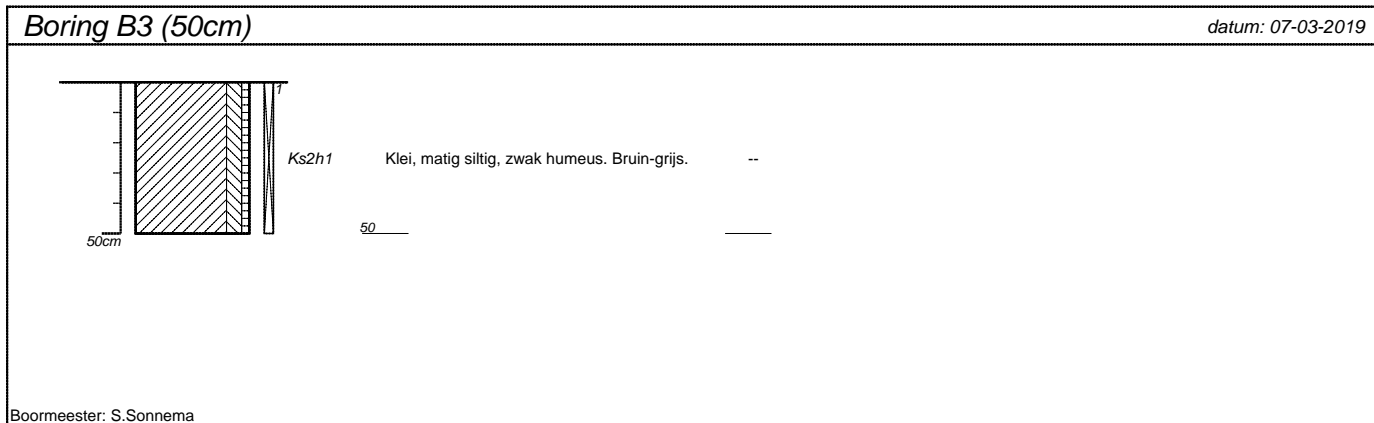 Boring B3 (50cm)
datum: 07-03-2019
1
Ks2h1 Klei, matig siltig, zwak humeus. Bruin-grijs. --
50
50cm
Boormeester: S.Sonnema